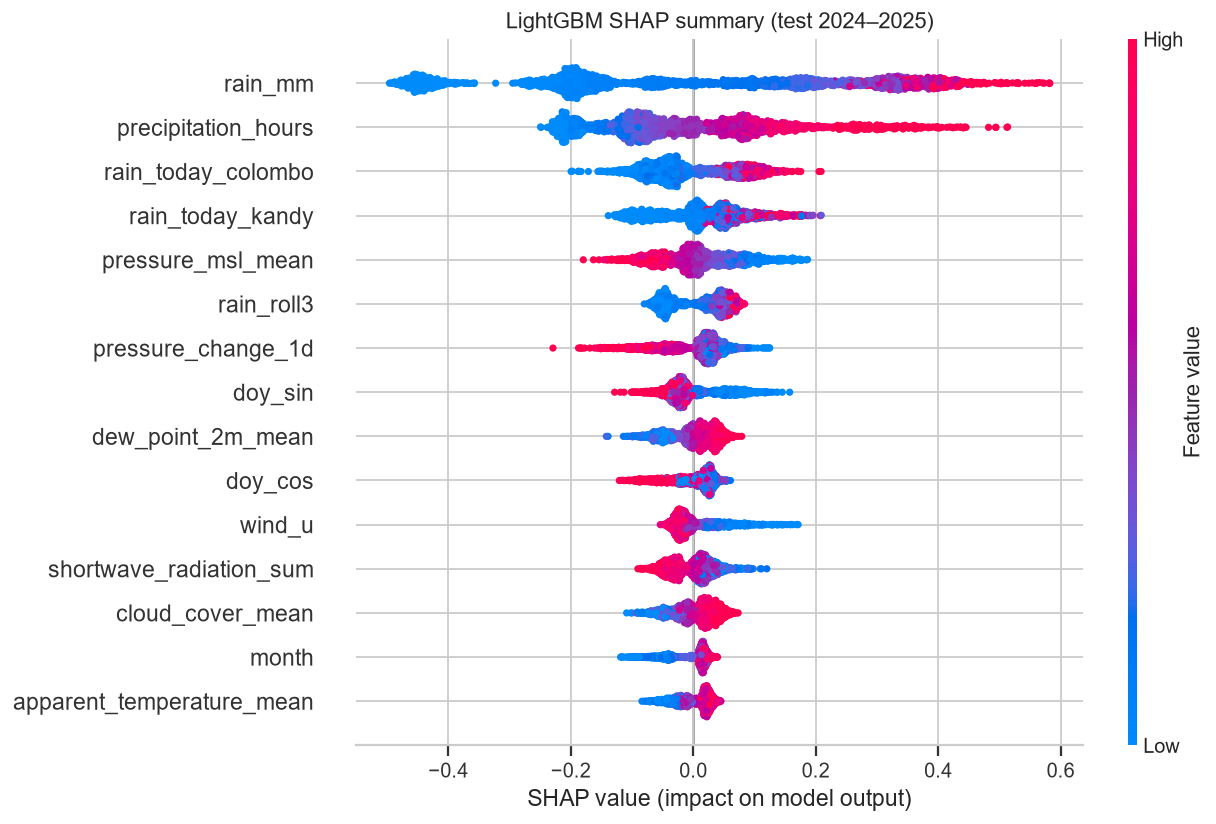 LightGBM SHAP summary (test 2024–2025)
High
rain_mm
precipitation_hours
rain_today_colombo
rain_today_kandy
pressure_msl_mean
rain_roll3
pressure_change_1d
doy_sin
dew_point_2m_mean
doy_cos
wind_u
shortwave_radiation_sum
cloud_cover_mean
month
apparent_temperature_mean
Feature value
Low
−0.4 −0.2 0.0 0.2 0.4 0.6
SHAP value (impact on model output)